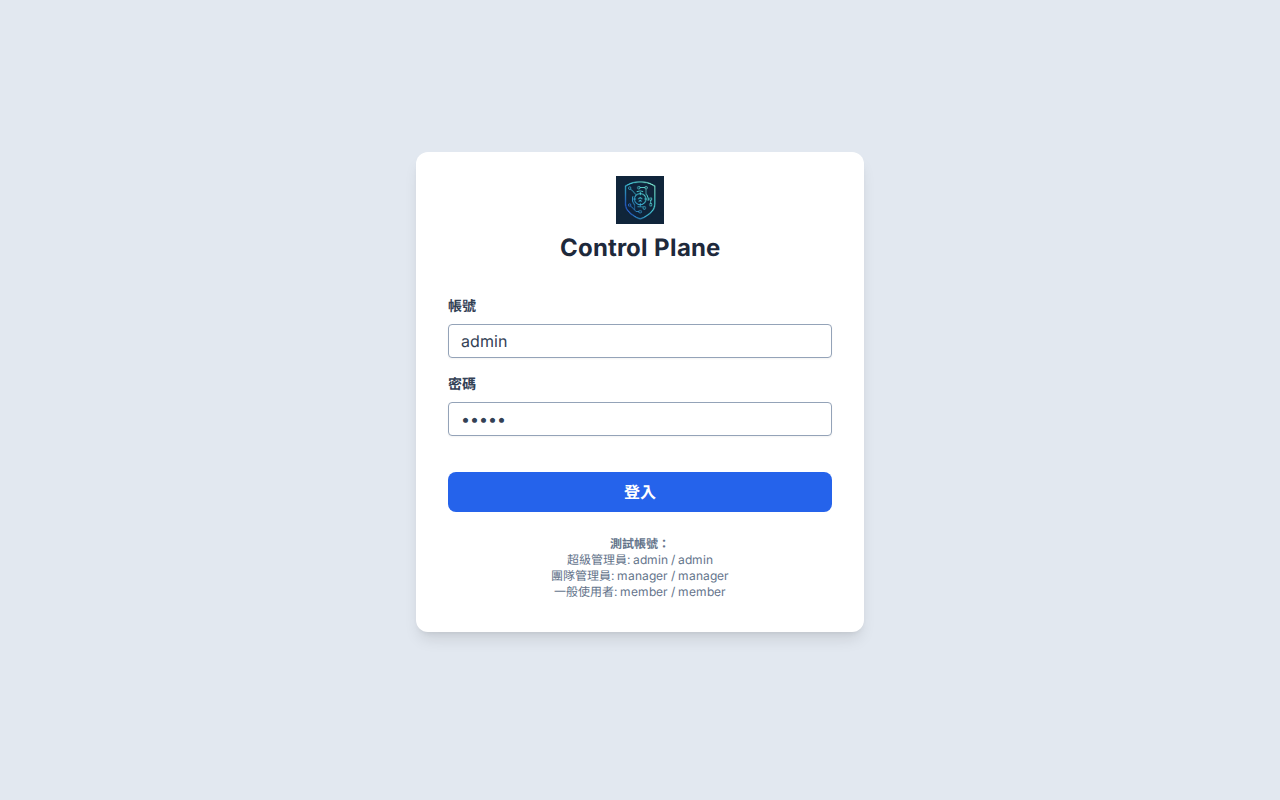 Control Plane
帳號
admin
密碼
•••••
登入
測試帳號：
超級管理員: admin / admin
團隊管理員: manager / manager
一般使用者: member / member